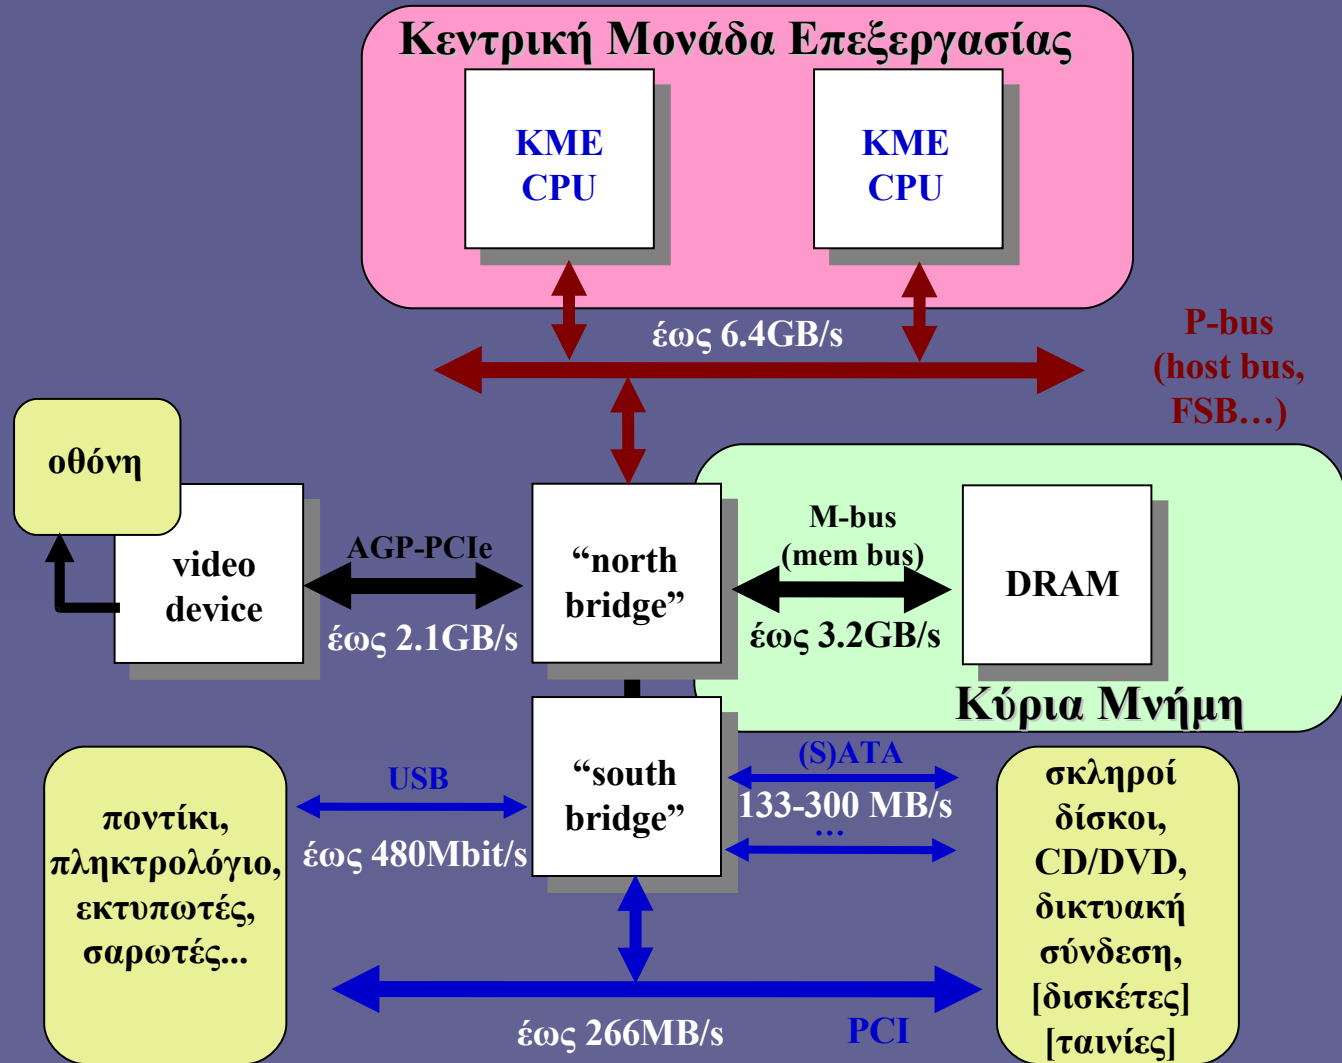 Κεντρική Μονάδα Επεξεργασίας
ΚΜΕ
CPU
ΚΜΕ
CPU
έως 6.4GB/s
P-bus
(host bus,
FSB…)
οθόνη
video
device
AGP-PCIe
έως 2.1GB/s
“north
bridge”
M-bus
(mem bus)
έως 3.2GB/s
DRAM
Κύρια Μνήμη
ποντίκι,
πληκτρολόγιο,
εκτυπωτές,
σαρωτές...
USB
έως 480Mbit/s
“south
bridge”
(S)ATA
133-300 MB/s
…
σκληροί
δίσκοι,
CD/DVD,
δικτυακή
σύνδεση,
[δισκέτες]
[ταινίες]
έως 266MB/s
PCI